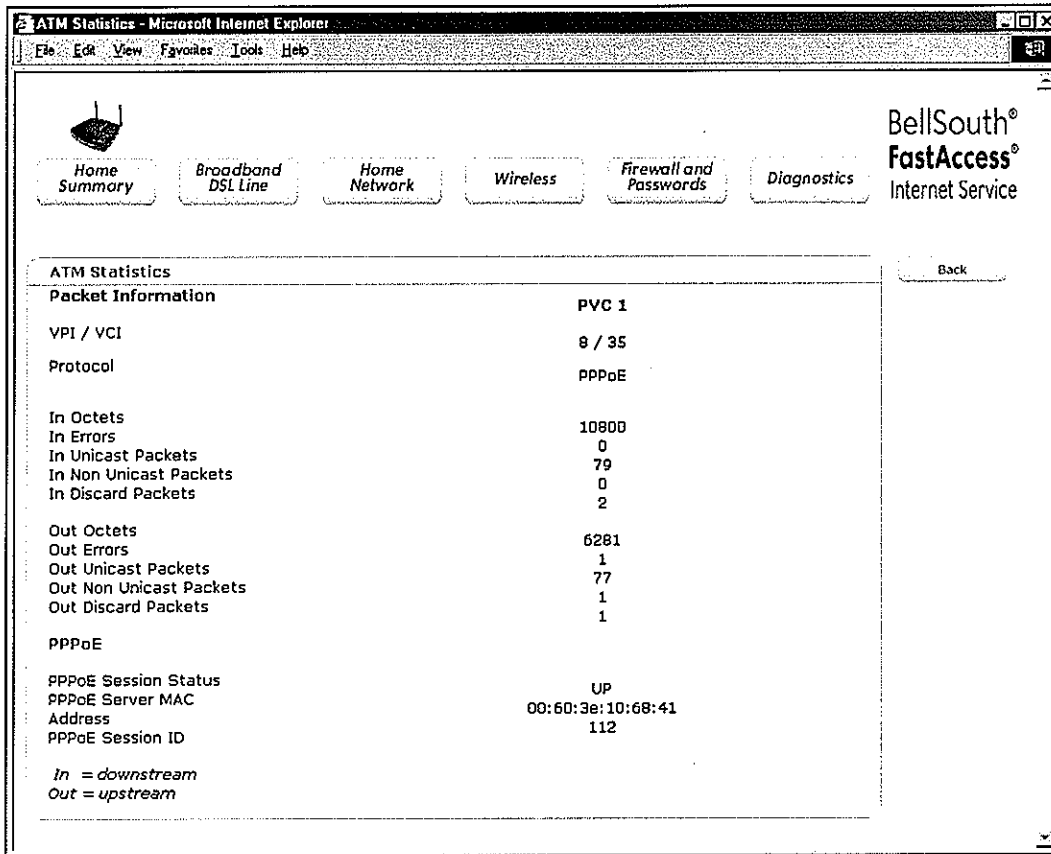 ATM Statistics - Microsoft Internet Explorer
File Edit View Favorites Tools Help
BellSouth®
FastAccess®
Internet Service
Home Summary
Broadband DSL Line
Home Network
Wireless
Firewall and Passwords
Diagnostics
ATM Statistics
Back
Packet Information PVC 1
VPI / VCI 8 / 35
Protocol PPPoE
In Octets 10800
In Errors 0
In Unicast Packets 79
In Non Unicast Packets 0
In Discard Packets 2
Out Octets 6281
Out Errors 1
Out Unicast Packets 77
Out Non Unicast Packets 1
Out Discard Packets 1
PPPoE
PPPoE Session Status UP
PPPoE Server MAC Address 00:60:3e:10:68:41
PPPoE Session ID 112
In = downstream
Out = upstream